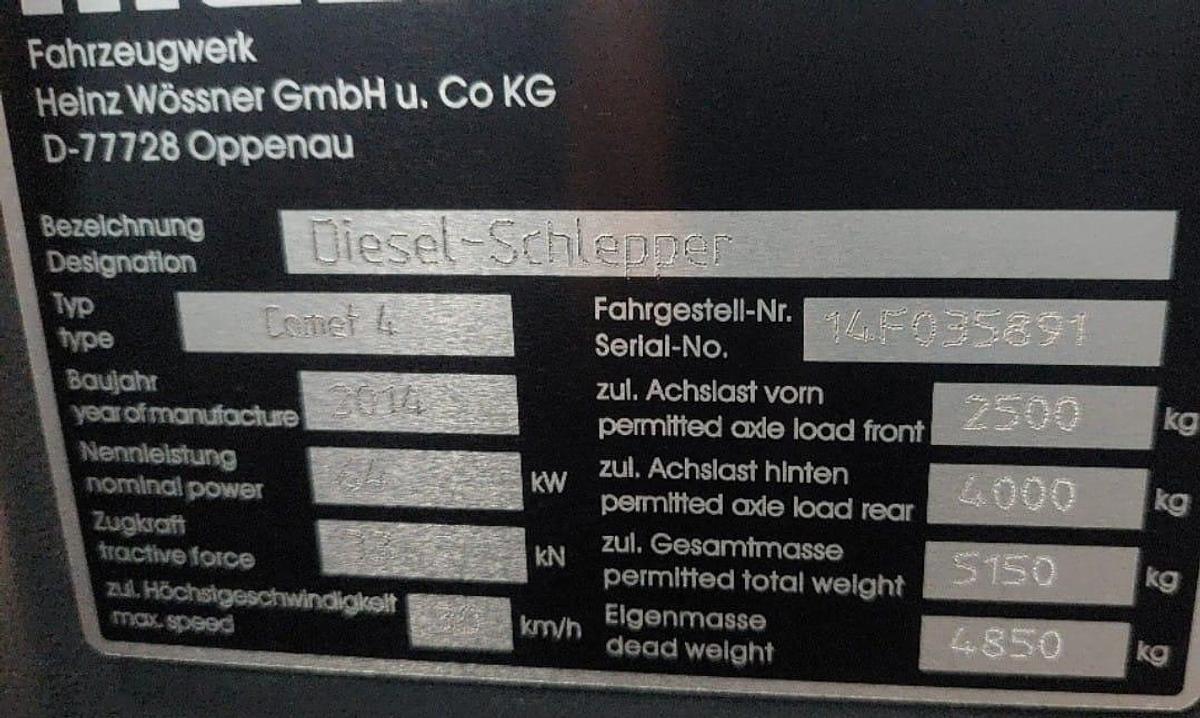 Fahrzeugwerk
Heinz Wössner GmbH u. Co KG
D-77728 Oppenau
Bezeichnung Diesel-Schlepper
Designation
Typ Comet 4 Fahrgestell-Nr. 14F035891
type Serial-No.
Baujahr 2014 zul. Achslast vorn 2500 kg
year of manufacture permitted axle load front
Nennleistung 64 kW zul. Achslast hinten 4000 kg
nominal power permitted axle load rear
Zugkraft 33 kN zul. Gesamtmasse 5150 kg
tractive force permitted total weight
zul. Höchstgeschwindigkeit 30 km/h Eigenmasse 4850 kg
max. speed dead weight